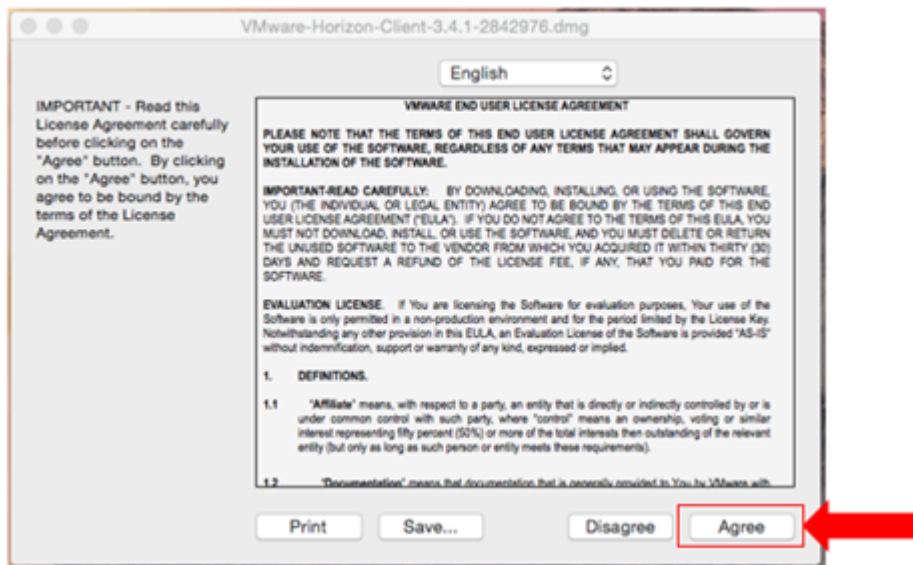 VMware-Horizon-Client-3.4.1-2842976.dmg
English
IMPORTANT - Read this
License Agreement carefully
before clicking on the
"Agree" button. By clicking
on the "Agree" button, you
agree to be bound by the
terms of the License
Agreement.
VMWARE END USER LICENSE AGREEMENT
PLEASE NOTE THAT THE TERMS OF THIS END USER LICENSE AGREEMENT SHALL GOVERN
YOUR USE OF THE SOFTWARE, REGARDLESS OF ANY TERMS THAT MAY APPEAR DURING THE
INSTALLATION OF THE SOFTWARE.
IMPORTANT-READ CAREFULLY: BY DOWNLOADING, INSTALLING, OR USING THE SOFTWARE,
YOU (THE INDIVIDUAL OR LEGAL ENTITY) AGREE TO BE BOUND BY THE TERMS OF THIS END
USER LICENSE AGREEMENT ("EULA"). IF YOU DO NOT AGREE TO THE TERMS OF THIS EULA, YOU
MUST NOT DOWNLOAD, INSTALL, OR USE THE SOFTWARE, AND YOU MUST DELETE OR RETURN
THE UNUSED SOFTWARE TO THE VENDOR FROM WHICH YOU ACQUIRED IT WITHIN THIRTY (30)
DAYS AND REQUEST A REFUND OF THE LICENSE FEE, IF ANY, THAT YOU PAID FOR THE
SOFTWARE.
EVALUATION LICENSE. If You are licensing the Software for evaluation purposes, Your use of the
Software is only permitted in a non-production environment and for the period limited by the License Key.
Notwithstanding any other provision in this EULA, an Evaluation License of the Software is provided "AS-IS"
without indemnification, support or warranty of any kind, expressed or implied.
1. DEFINITIONS.
1.1 "Affiliate" means, with respect to a party, an entity that is directly or indirectly controlled by or is
under common control with such party, where "control" means an ownership, voting or similar
interest representing fifty percent (50%) or more of the total interests then outstanding of the relevant
entity (but only as long as such person or entity meets these requirements).
1.2 "Documentation" means that documentation that is generally provided to You by VMware with
Print
Save...
Disagree
Agree